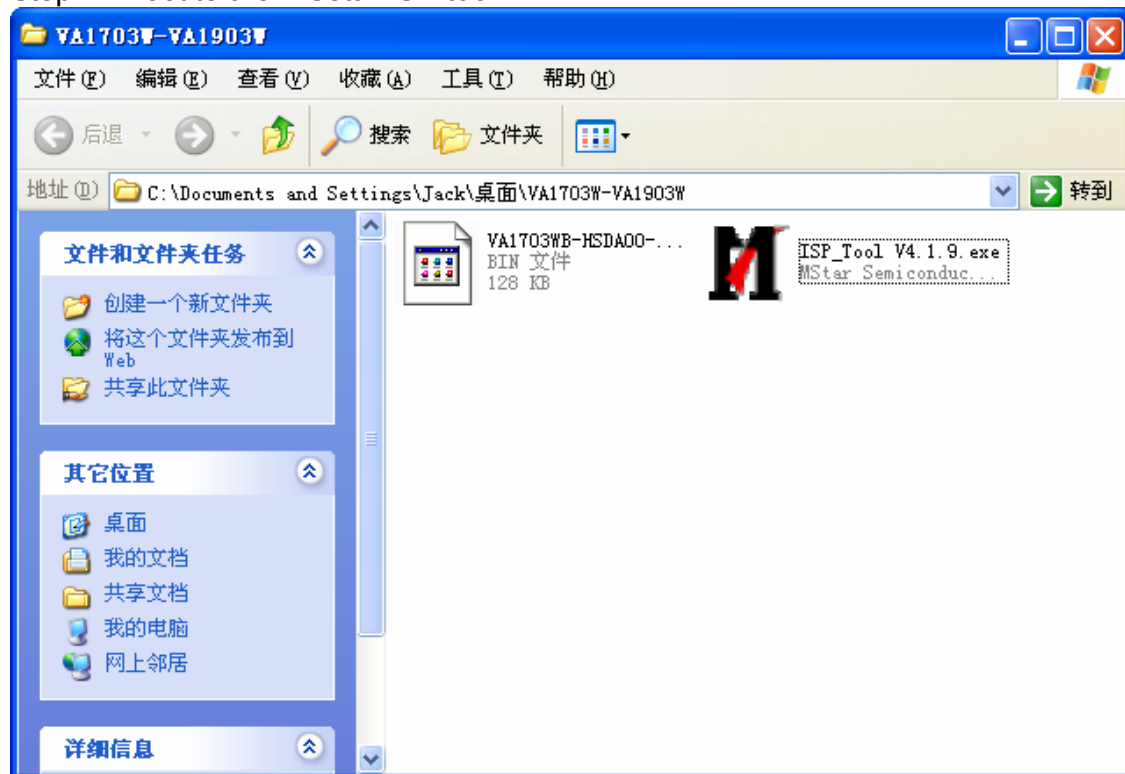 VA1703W-VA1903W
文件(F) 编辑(E) 查看(V) 收藏(A) 工具(T) 帮助(H)
后退 搜索 文件夹
地址(D) C:\Documents and Settings\Jack\桌面\VA1703W-VA1903W 转到
文件和文件夹任务
创建一个新文件夹
将这个文件夹发布到
Web
共享此文件夹
其它位置
桌面
我的文档
共享文档
我的电脑
网上邻居
详细信息
VA1703WB-HSDA00-...
BIN 文件
128 KB
ISP_Tool V4.1.9.exe
MStar Semiconduc...